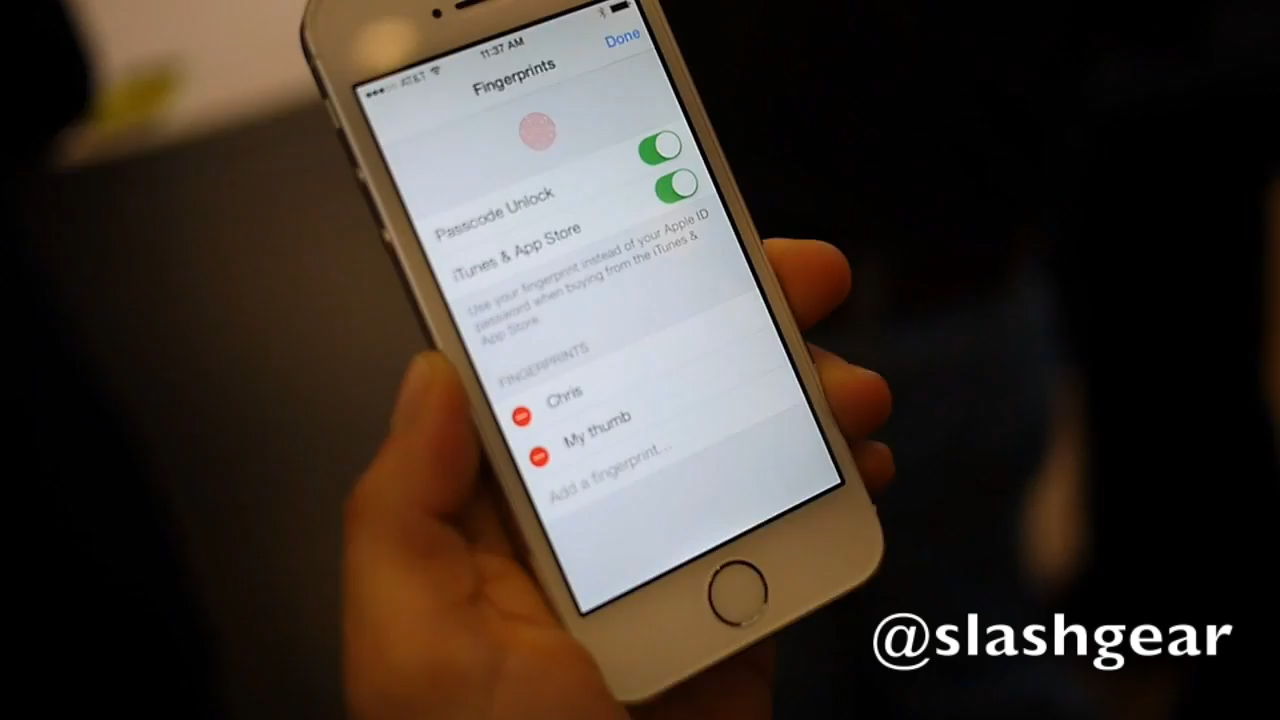 AT&T
11:37 AM
Fingerprints
Done
Passcode Unlock
iTunes & App Store
Use your fingerprint instead of your Apple ID
password when buying from the iTunes &
App Store.
FINGERPRINTS
Chris
My thumb
Add a fingerprint...
@slashgear